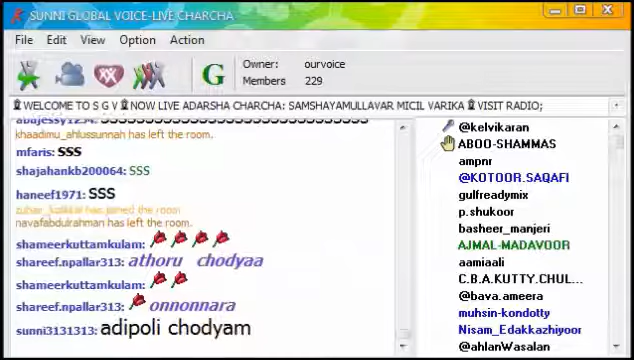 SUNNI GLOBAL VOICE-LIVE CHARCHA
File Edit View Option Action
Owner: ourvoice
Members 229
WELCOME TO S G V NOW LIVE ADARSHA CHARCHA: SAMSHAYAMULLAVAR MICIL VARIKA VISIT RADIO;
khaadimu_ahlussunnah has left the room.
mfaris: SSS
shajahankb200064: SSS
haneef1971: SSS
has joined the room
navafabdulrahman has left the room.
shameerkuttamkulam:
shareef.npallar313: athoru chodyaa
shameerkuttamkulam:
shareef.npallar313: onnonnara
sunni3131313: adipoli chodyam
@kelvikaran
ABOO-SHAMMAS
ampnr
@KOTOOR.SAQAFI
gulfreadymix
p.shukoor
basheer_manjeri
AJMAL-MADAVOOR
aamiaali
C.B.A.KUTTY.CHUL...
@bava.ameera
muhsin-kondotty
Nisam_Edakkazhiyoor
@ahlanWasalan